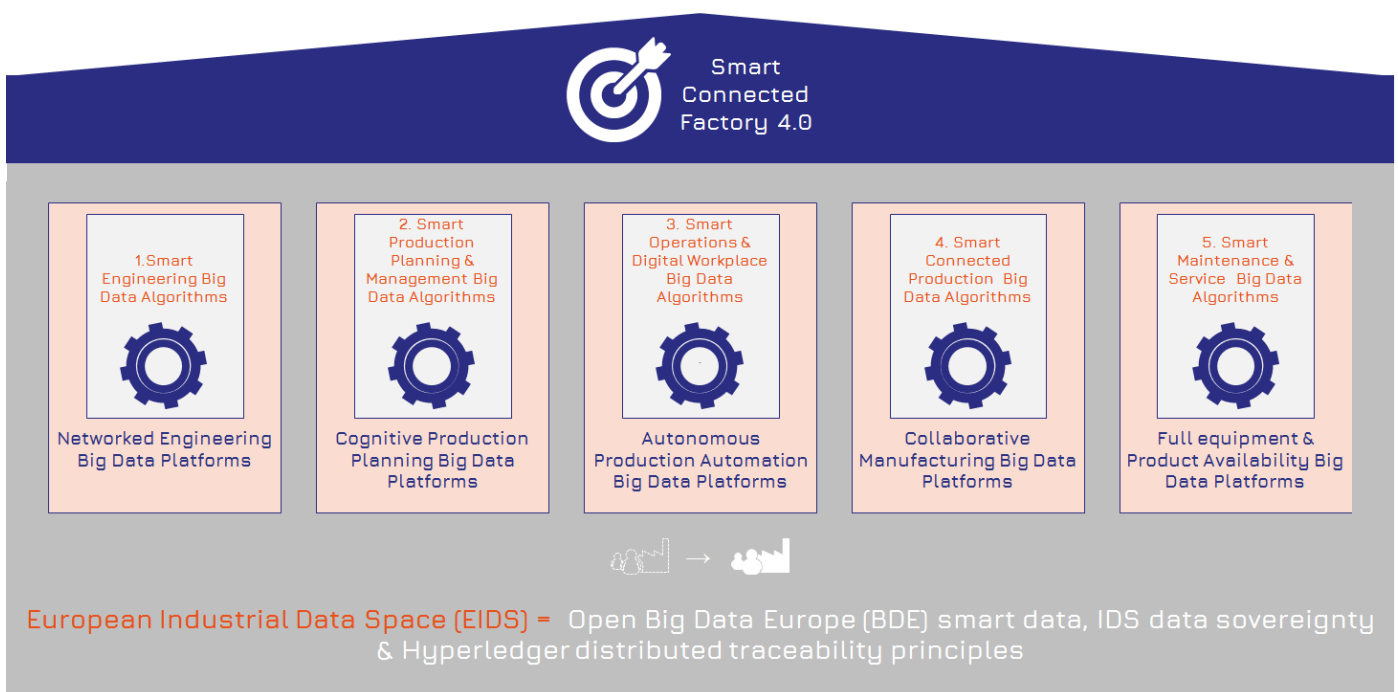 Smart
Connected
Factory 4.0
1.Smart
Engineering Big
Data Algorithms
Networked Engineering
Big Data Platforms
2. Smart
Production
Planning &
Management Big
Data Algorithms
Cognitive Production
Planning Big Data
Platforms
3. Smart
Operations &
Digital Workplace
Big Data
Algorithms
Autonomous
Production Automation
Big Data Platforms
4. Smart
Connected
Production Big
Data Algorithms
Collaborative
Manufacturing Big Data
Platforms
5. Smart
Maintenance &
Service Big Data
Algorithms
Full equipment &
Product Availability Big
Data Platforms
European Industrial Data Space (EIDS) = Open Big Data Europe (BDE) smart data, IDS data sovereignty
& Hyperledger distributed traceability principles